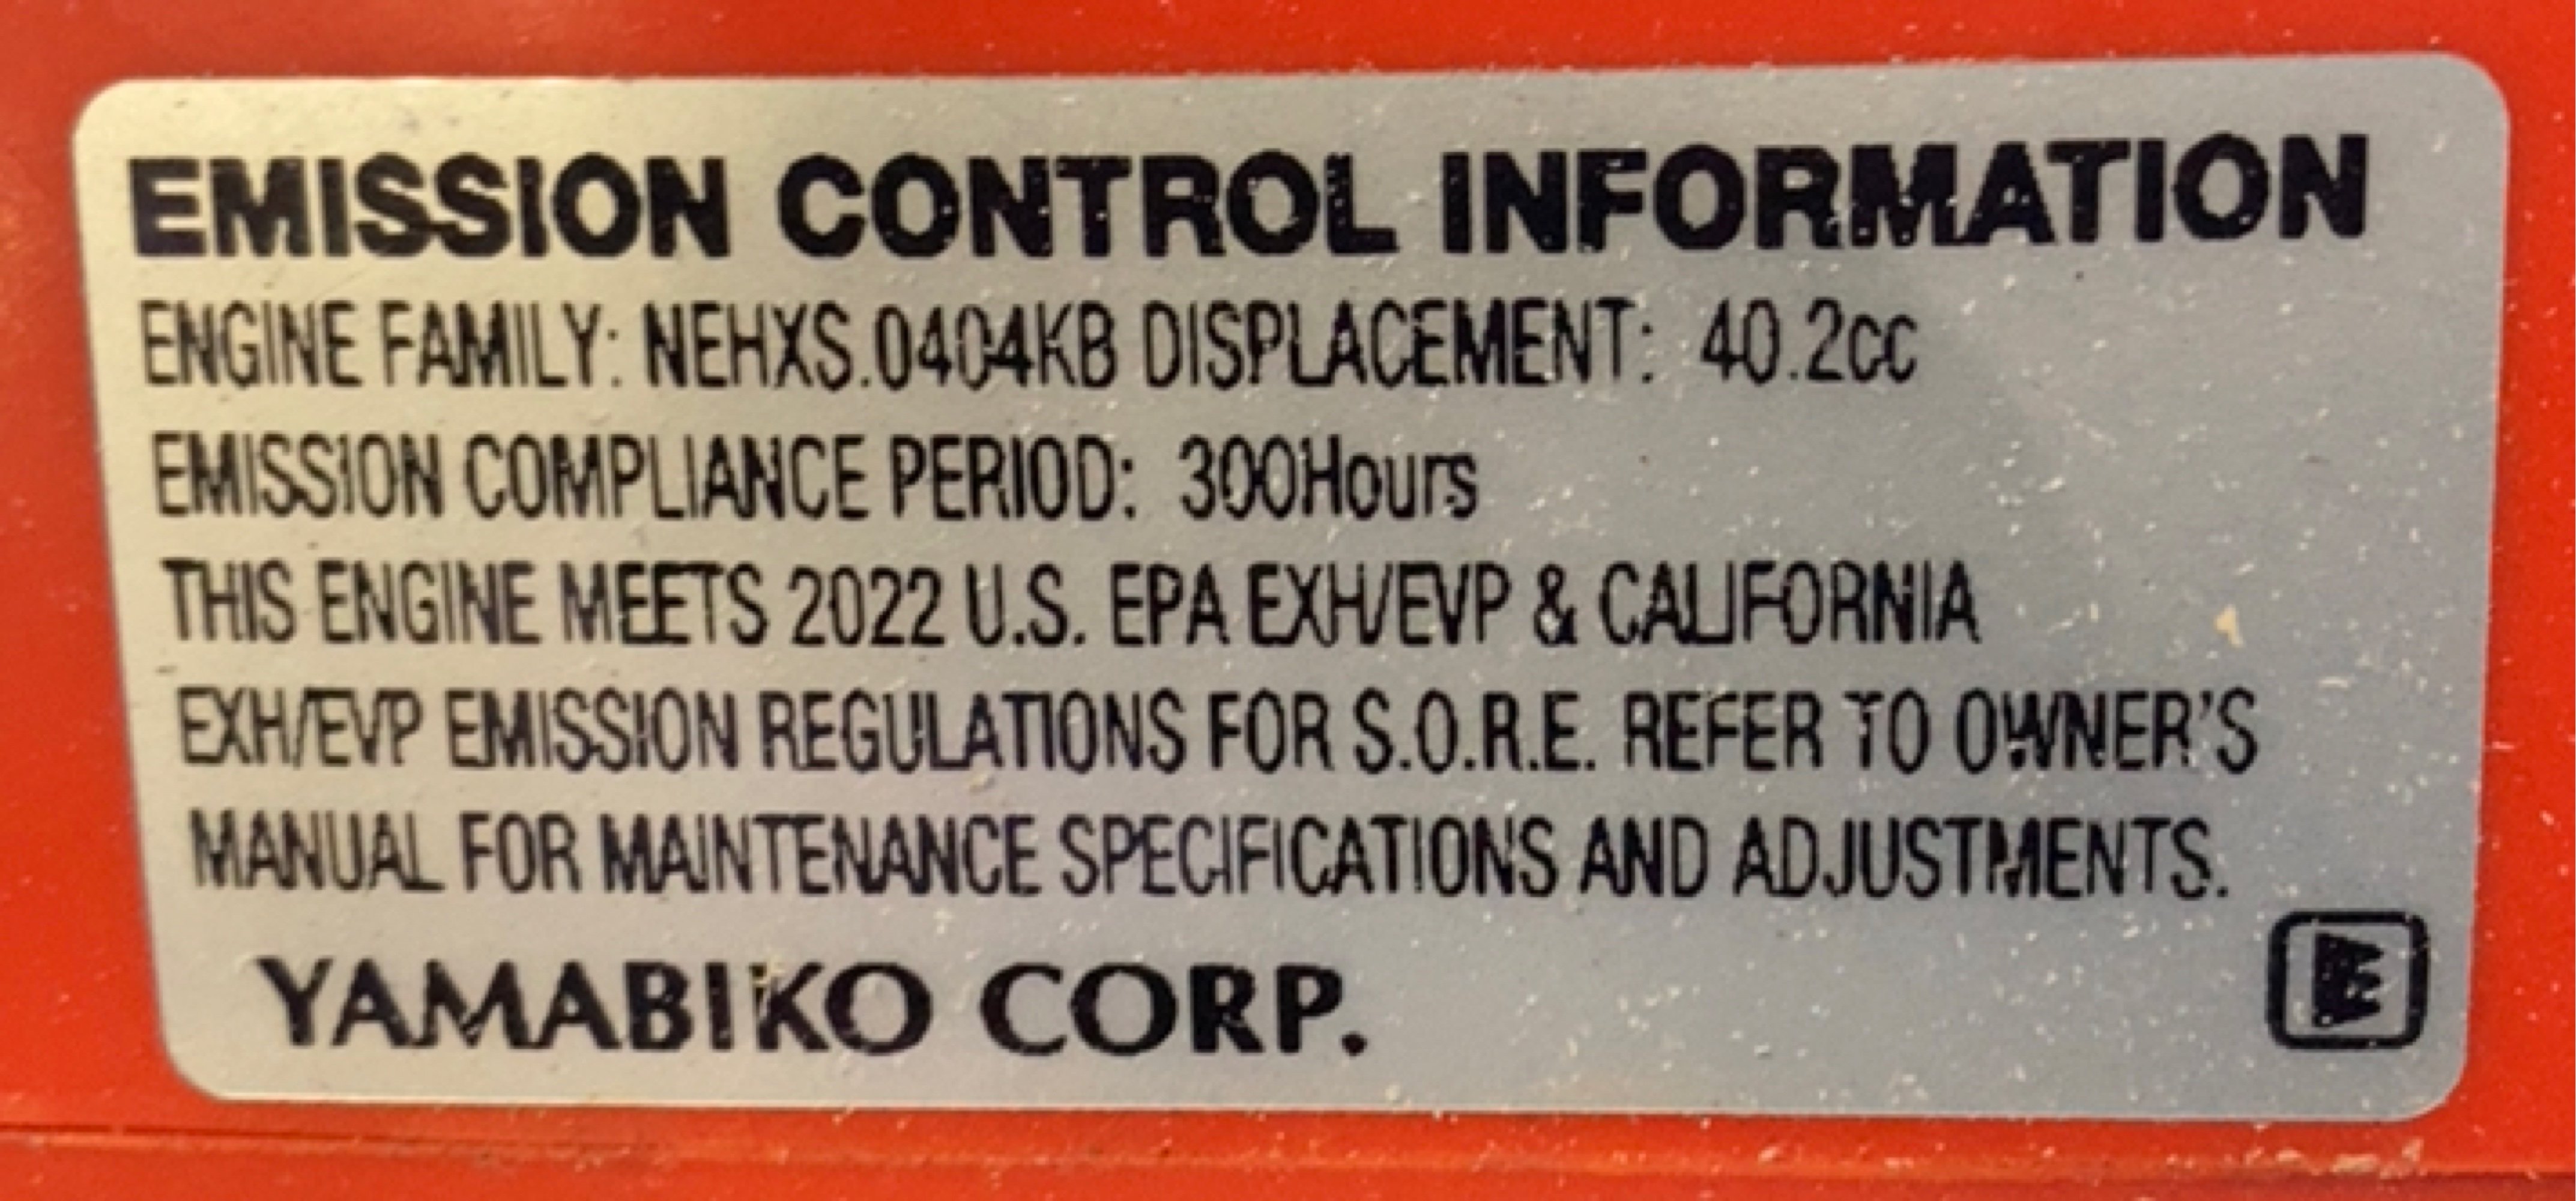 EMISSION CONTROL INFORMATION
ENGINE FAMILY: NEHXS.0404KB DISPLACEMENT: 40.2cc
EMISSION COMPLIANCE PERIOD: 300Hours
THIS ENGINE MEETS 2022 U.S. EPA EXH/EVP & CALIFORNIA
EXH/EVP EMISSION REGULATIONS FOR S.O.R.E. REFER TO OWNER'S
MANUAL FOR MAINTENANCE SPECIFICATIONS AND ADJUSTMENTS.
YAMABIKO CORP.
E